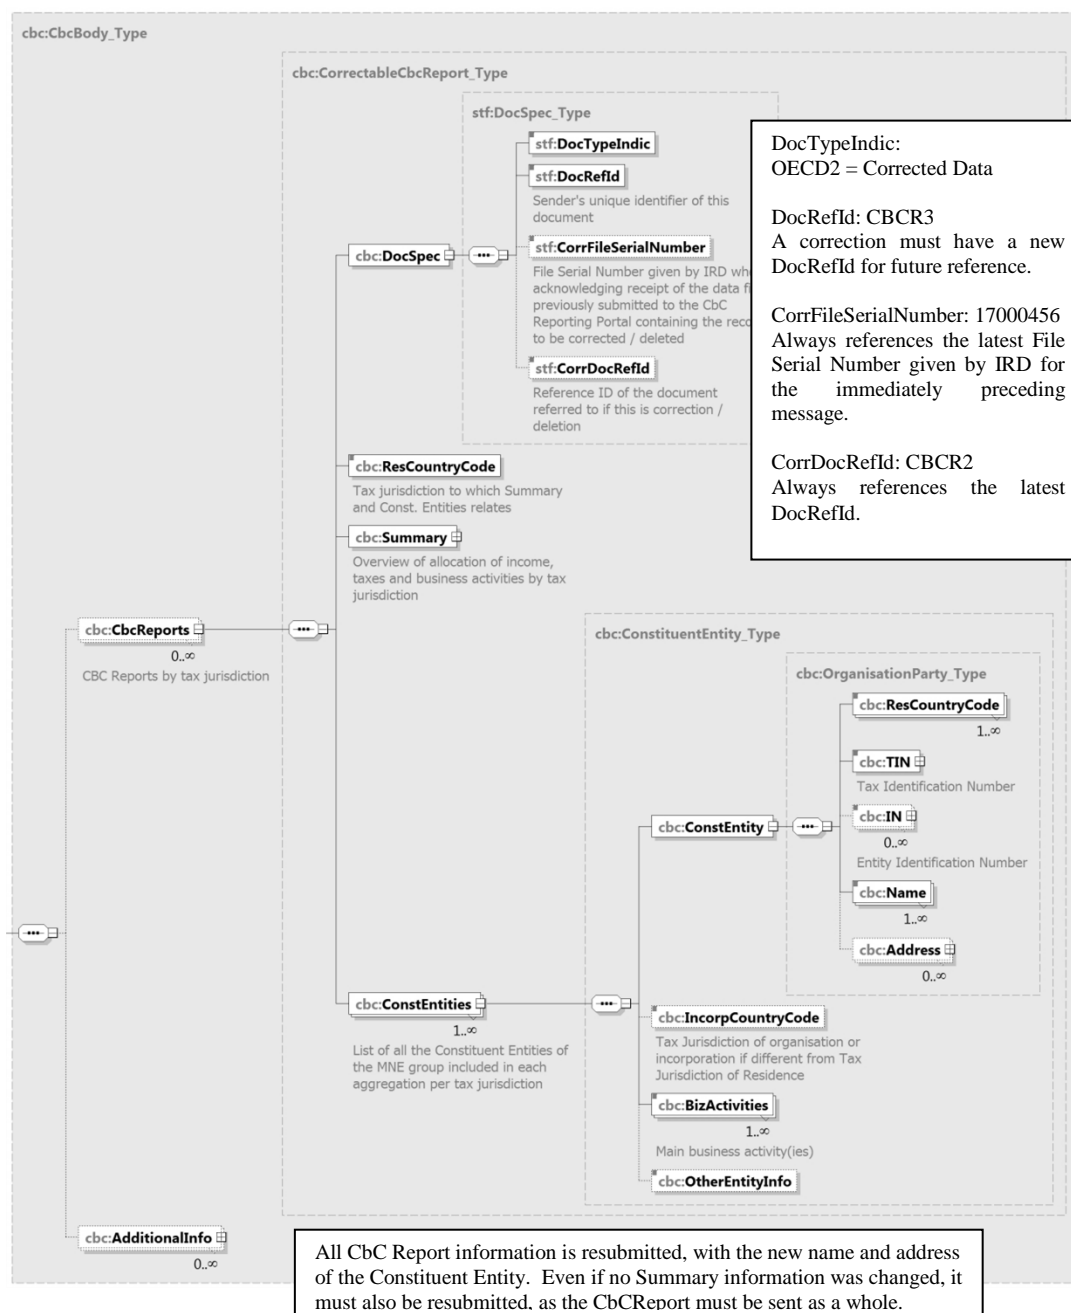 cbc:CbcBody_Type
cbc:CorrectableCbcReport_Type
stf:DocSpec_Type
stf:DocTypeIndic
stf:DocRefId
Sender's unique identifier of this
document
cbc:DocSpec
stf:CorrFileSerialNumber
File Serial Number given by IRD
acknowledging receipt of the data
previously submitted to the CbC
Reporting Portal containing the
to be corrected / deleted
stf:CorrDocRefId
Reference ID of the document
referred to if this is correction /
deletion
DocTypeIndic:
OECD2 = Corrected Data
DocRefId: CBCR3
A correction must have a new
DocRefId for future reference.
CorrFileSerialNumber: 17000456
Always references the latest File
Serial Number given by IRD for
the immediately preceding
message.
CorrDocRefId: CBCR2
Always references the latest
DocRefId.
cbc:ResCountryCode
Tax jurisdiction to which Summary
and Const. Entities relates
cbc:Summary
Overview of allocation of income,
taxes and business activities by tax
jurisdiction
cbc:CbcReports
0..∞
CBC Reports by tax jurisdiction
cbc:ConstituentEntity_Type
cbc:OrganisationParty_Type
cbc:ResCountryCode
1..∞
cbc:TIN
Tax Identification Number
cbc:IN
0..∞
Entity Identification Number
cbc:ConstEntity
cbc:Name
1..∞
cbc:Address
0..∞
cbc:ConstEntities
1..∞
List of all the Constituent Entities of
the MNE group included in each
aggregation per tax jurisdiction
cbc:IncorpCountryCode
Tax Jurisdiction of organisation or
incorporation if different from Tax
Jurisdiction of Residence
cbc:BizActivities
1..∞
Main business activity(ies)
cbc:OtherEntityInfo
cbc:AdditionalInfo
0..∞
All CbC Report information is resubmitted, with the new name and address
of the Constituent Entity. Even if no Summary information was changed, it
must also be resubmitted, as the CbCReport must be sent as a whole.